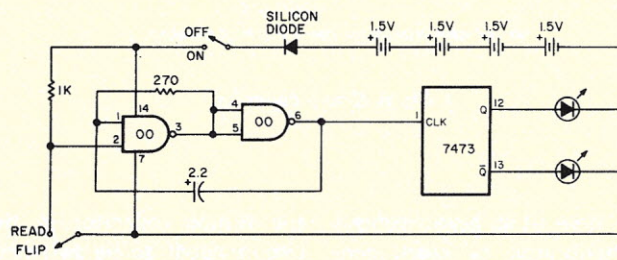 SILICON
DIODE
1.5V 1.5V 1.5V 1.5V
OFF
ON
+ + + +
1K
270
14
1
2
00
3
7
4
5
00
6
1 CLK
7473
Q 12
Q̅ 13
+ 2.2
READ
FLIP